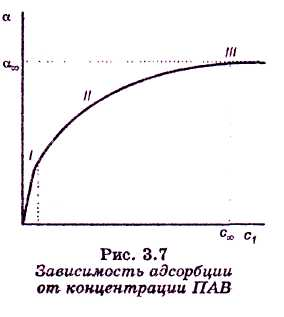 α
III
α∞
II
I
c∞ c₁
Рис. 3.7
Зависимость адсорбции
от концентрации ПАВ